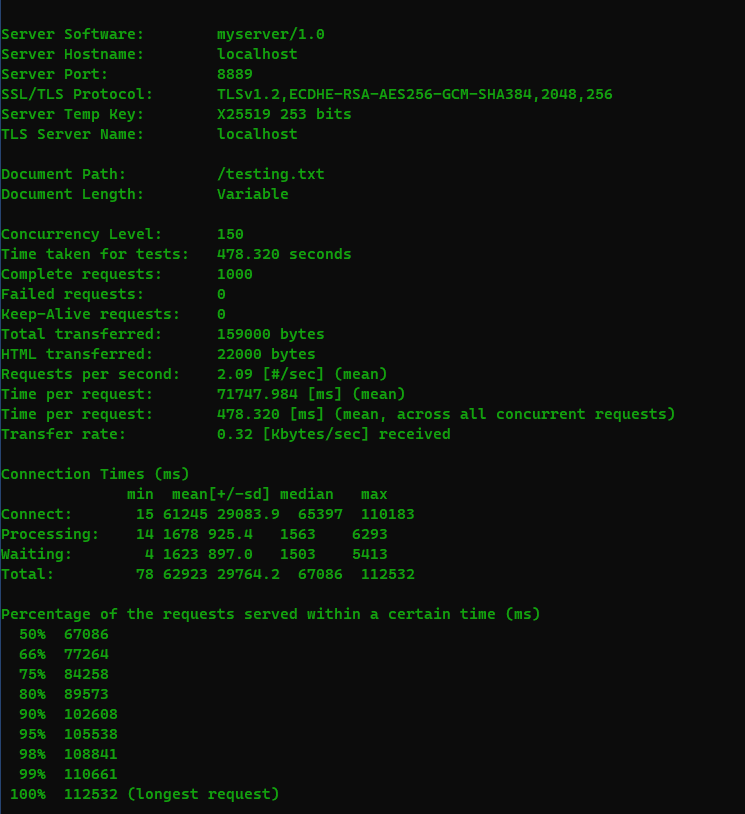 Server Software:        myserver/1.0
Server Hostname:        localhost
Server Port:            8889
SSL/TLS Protocol:       TLSv1.2,ECDHE-RSA-AES256-GCM-SHA384,2048,256
Server Temp Key:        X25519 253 bits
TLS Server Name:        localhost

Document Path:          /testing.txt
Document Length:        Variable

Concurrency Level:      150
Time taken for tests:   478.320 seconds
Complete requests:      1000
Failed requests:        0
Keep-Alive requests:    0
Total transferred:      159000 bytes
HTML transferred:       22000 bytes
Requests per second:    2.09 [#/sec] (mean)
Time per request:       71747.984 [ms] (mean)
Time per request:       478.320 [ms] (mean, across all concurrent requests)
Transfer rate:          0.32 [Kbytes/sec] received

Connection Times (ms)
              min  mean[+/-sd] median   max
Connect:       15 61245 29083.9  65397  110183
Processing:    14 1678 925.4   1563    6293
Waiting:        4 1623 897.0   1503    5413
Total:         78 62923 29764.2  67086  112532

Percentage of the requests served within a certain time (ms)
  50%  67086
  66%  77264
  75%  84258
  80%  89573
  90%  102608
  95%  105538
  98%  108841
  99%  110661
 100%  112532 (longest request)